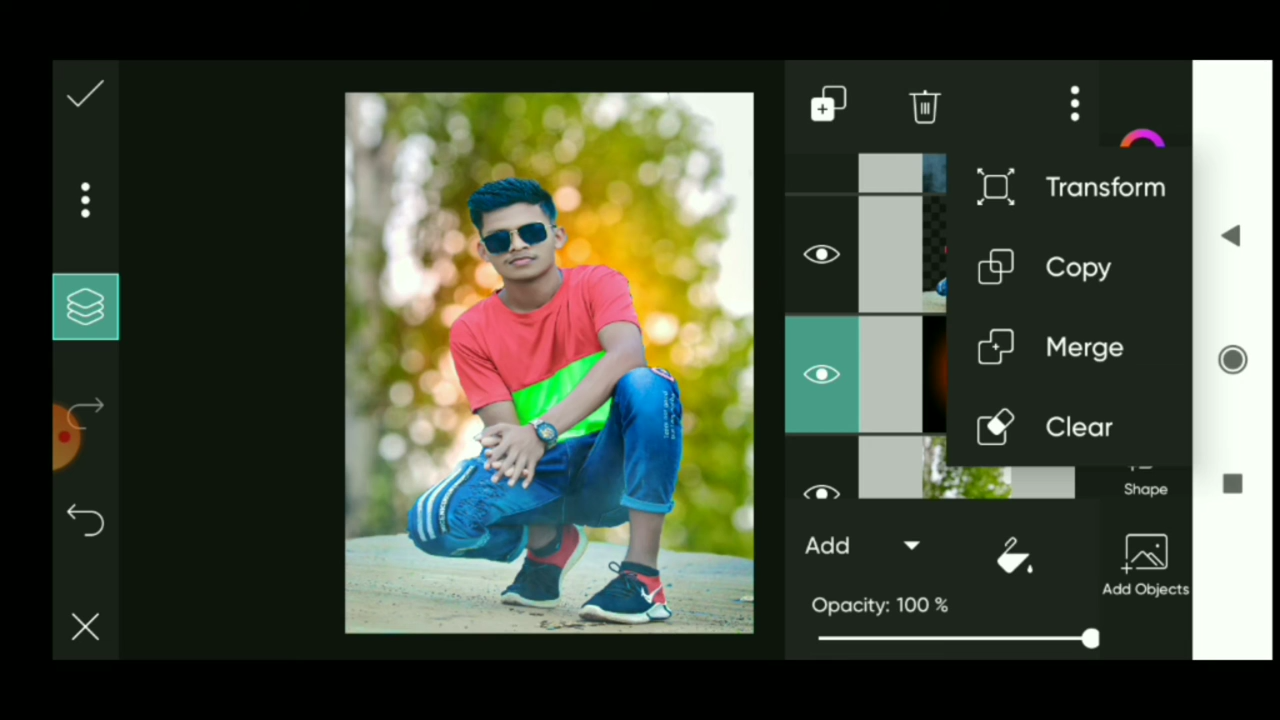 Transform
Copy
Merge
Clear
Shape
Add
Add Objects
Opacity: 100 %